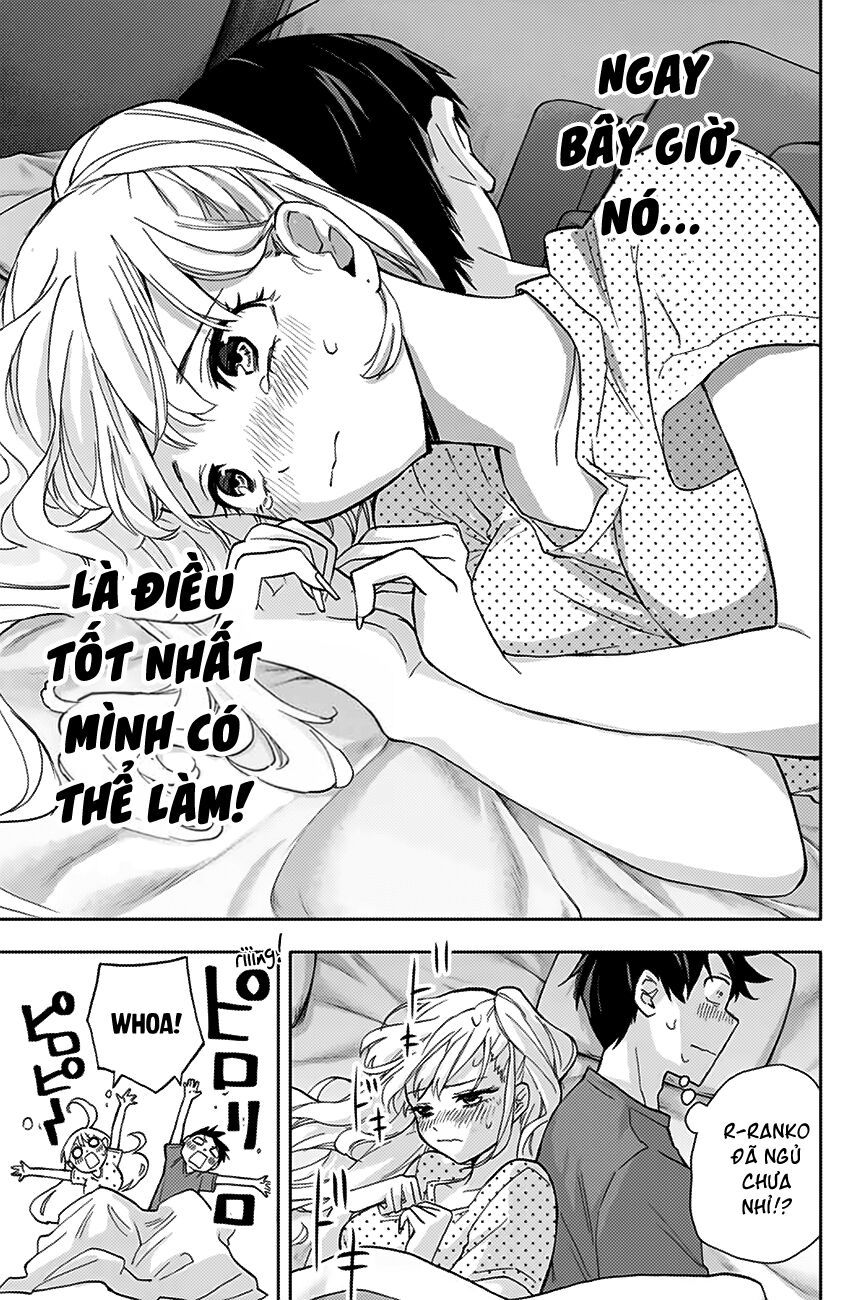 NGAY
BÂY GIỜ,
NÓ...
LÀ ĐIỀU
TỐT NHẤT
MÌNH CÓ
THỂ LÀM!
R-RANKO
ĐÃ NGỦ
CHƯA
NHỈ!?
riiing!
ピロリロ
ピロピー
WHOA!